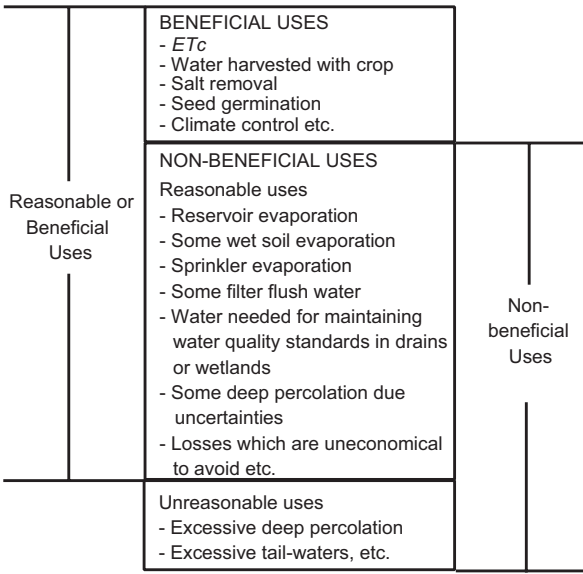 BENEFICIAL USES
- ETc
- Water harvested with crop
- Salt removal
- Seed germination
- Climate control etc.
NON-BENEFICIAL USES
Reasonable uses
- Reservoir evaporation
- Some wet soil evaporation
- Sprinkler evaporation
- Some filter flush water
- Water needed for maintaining
water quality standards in drains
or wetlands
- Some deep percolation due
uncertainties
- Losses which are uneconomical
to avoid etc.
Unreasonable uses
- Excessive deep percolation
- Excessive tail-waters, etc.
Reasonable or
Beneficial
Uses
Non-
beneficial
Uses